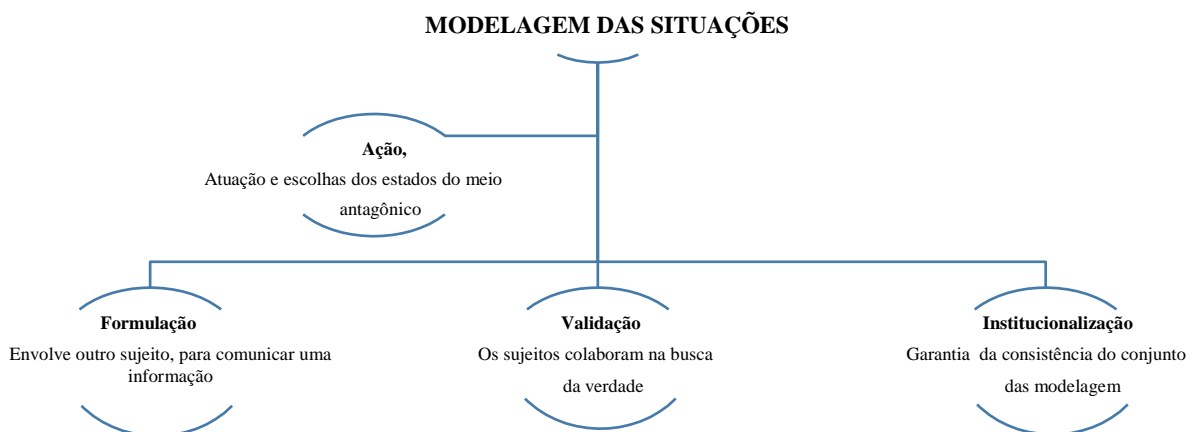 MODELAGEM DAS SITUAÇÕES
Ação,
Atuação e escolhas dos estados do meio
antagônico
Formulação
Envolve outro sujeito, para comunicar uma
informação
Validação
Os sujeitos colaboram na busca
da verdade
Institucionalização
Garantia da consistência do conjunto
das modelagem